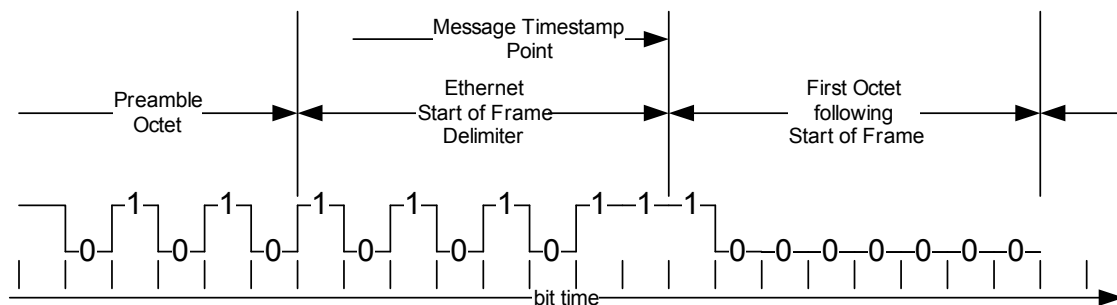 Message Timestamp
Point
Preamble
Octet
Ethernet
Start of Frame
Delimiter
First Octet
following
Start of Frame
0 1 0 1 0 1 0 1 0 1 0 1 1 1 0 0 0 0 0 0 0
bit time